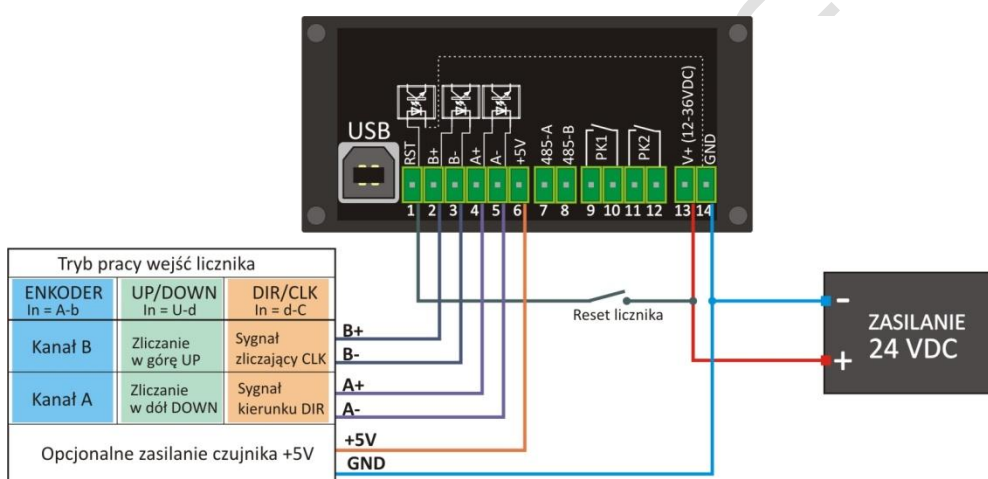 USB
RST
B+
B-
A+
A-
+5V
485-A
485-B
PK1
PK2
V+ (12-36VDC)
GND
1 2 3 4 5 6 7 8 9 10 11 12 13 14
Tryb pracy wejść licznika
ENKODER
In = A-b
UP/DOWN
In = U-d
DIR/CLK
In = d-C
Kanał B
Zliczanie
w górę UP
Sygnał
zliczający CLK
Kanał A
Zliczanie
w dół DOWN
Sygnał
kierunku DIR
Opcjonalne zasilanie czujnika +5V
B+
B-
A+
A-
+5V
GND
Reset licznika
-
+
ZASILANIE
24 VDC